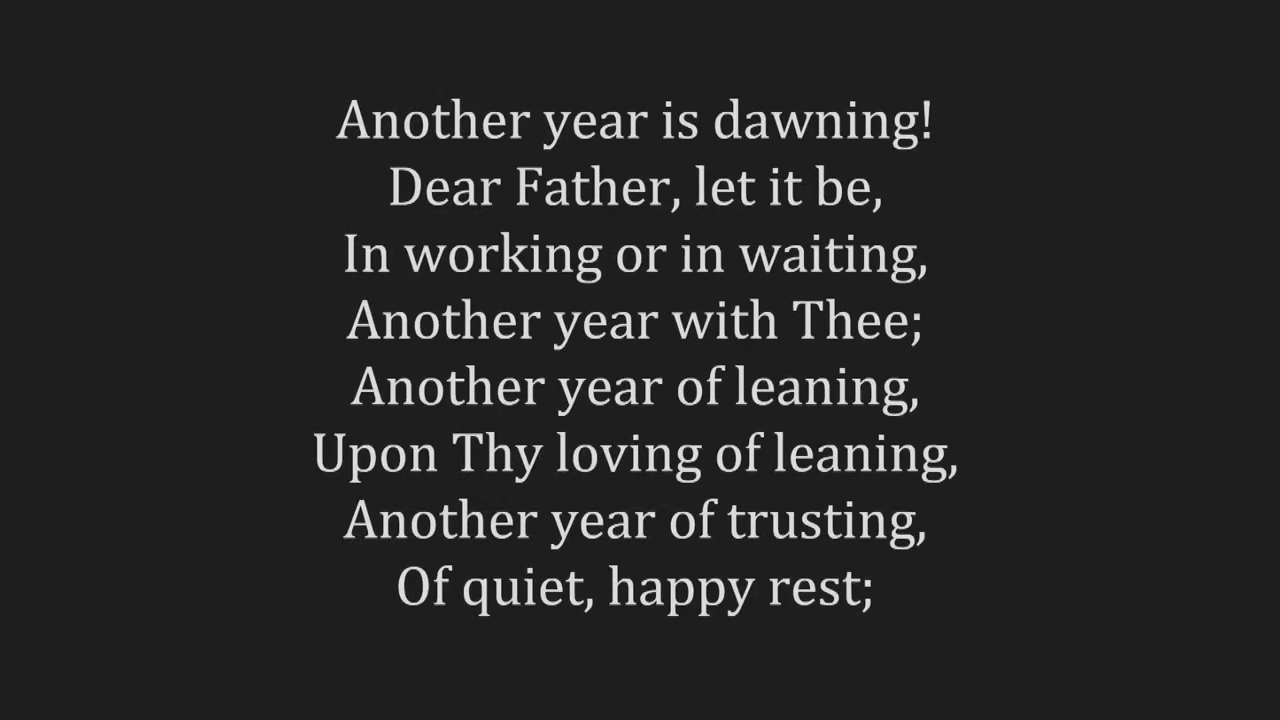 Another year is dawning!
Dear Father, let it be,
In working or in waiting,
Another year with Thee;
Another year of leaning,
Upon Thy loving of leaning,
Another year of trusting,
Of quiet, happy rest;